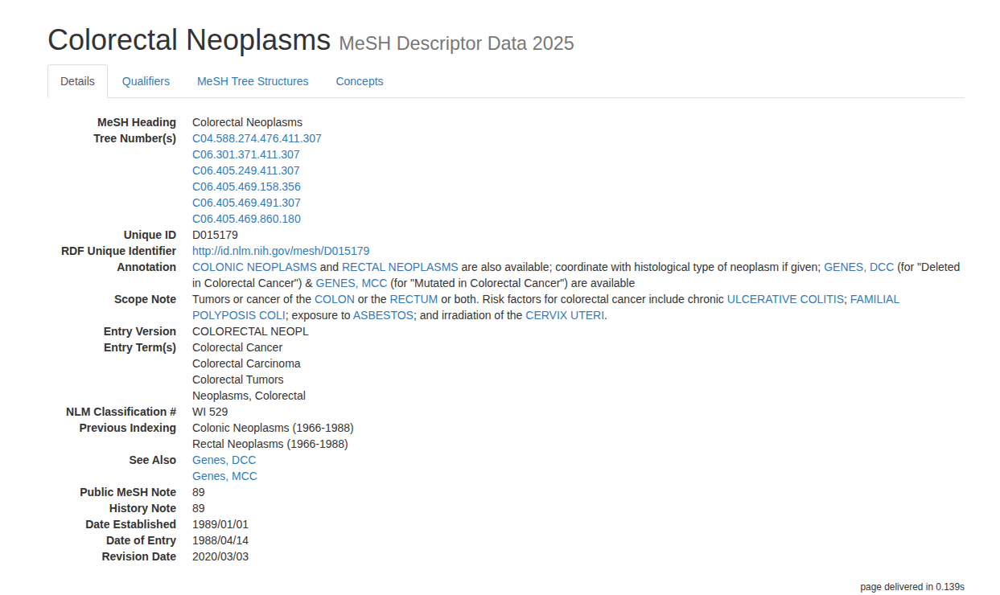 Colorectal Neoplasms MeSH Descriptor Data 2025
Details Qualifiers MeSH Tree Structures Concepts
MeSH Heading Colorectal Neoplasms
Tree Number(s) C04.588.274.476.411.307
C06.301.371.411.307
C06.405.249.411.307
C06.405.469.158.356
C06.405.469.491.307
C06.405.469.860.180
Unique ID D015179
RDF Unique Identifier http://id.nlm.nih.gov/mesh/D015179
Annotation COLONIC NEOPLASMS and RECTAL NEOPLASMS are also available; coordinate with histological type of neoplasm if given; GENES, DCC (for "Deleted
in Colorectal Cancer") & GENES, MCC (for "Mutated in Colorectal Cancer") are available
Scope Note Tumors or cancer of the COLON or the RECTUM or both. Risk factors for colorectal cancer include chronic ULCERATIVE COLITIS; FAMILIAL
POLYPOSIS COLI; exposure to ASBESTOS; and irradiation of the CERVIX UTERI.
Entry Version COLORECTAL NEOPL
Entry Term(s) Colorectal Cancer
Colorectal Carcinoma
Colorectal Tumors
Neoplasms, Colorectal
NLM Classification # WI 529
Previous Indexing Colonic Neoplasms (1966-1988)
Rectal Neoplasms (1966-1988)
See Also Genes, DCC
Genes, MCC
Public MeSH Note 89
History Note 89
Date Established 1989/01/01
Date of Entry 1988/04/14
Revision Date 2020/03/03
page delivered in 0.139s